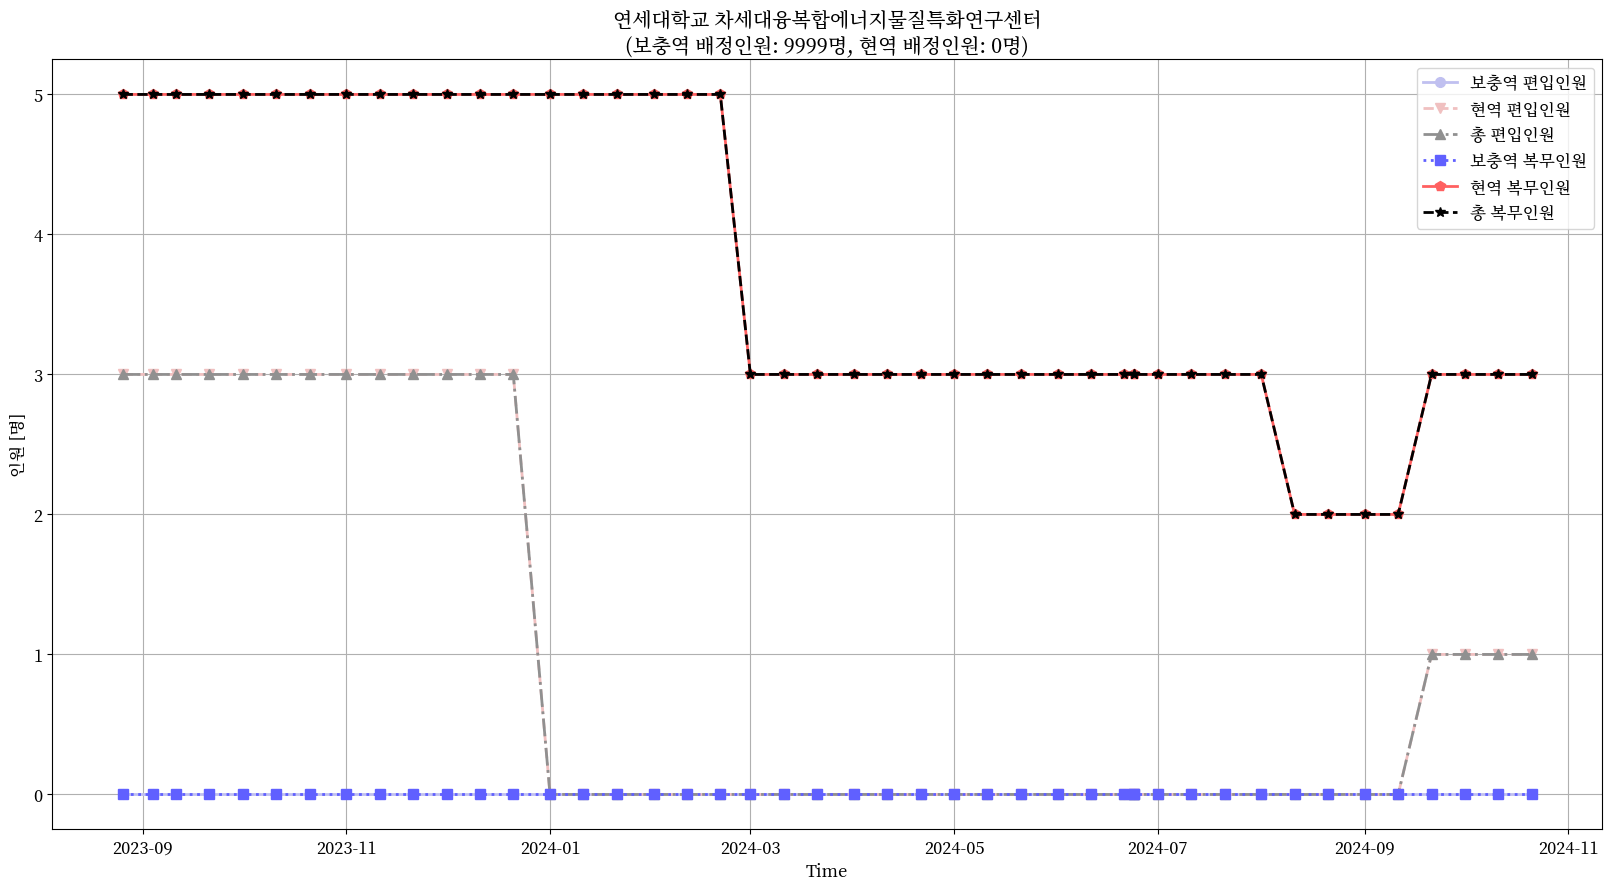 연세대학교 차세대융복합에너지물질특화연구센터
(보충역 배정인원: 9999명, 현역 배정인원: 0명)
보충역 편입인원
현역 편입인원
총 편입인원
보충역 복무인원
현역 복무인원
총 복무인원
인원 [명]
5
4
3
2
1
0
2023-09
2023-11
2024-01
2024-03
2024-05
2024-07
2024-09
2024-11
Time